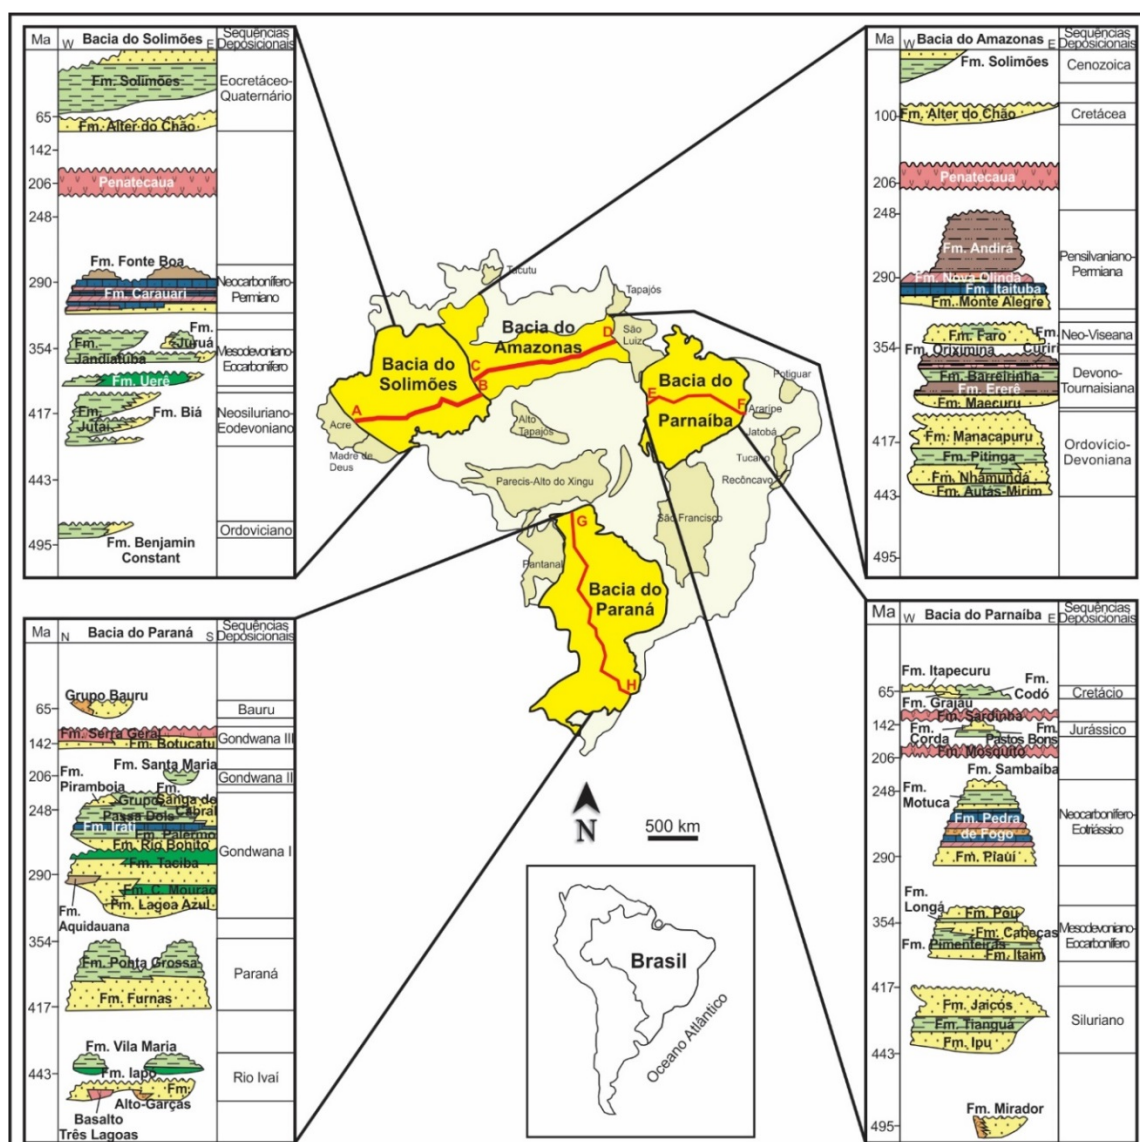 Ma
W Bacia do Solimões E
Sequências
Deposicionais
Fm. Solimões
Eocretáceo-
Quaternário
65
Fm. Alter do Chão
142
206
Penatecaua
248
Fm. Fonte Boa
290
Fm. Carauari
Neocarbonífero-
Permiano
Fm.
Juruá
354
Fm.
Jandiatuba
Mesodevoniano-
Eocarbonífero
Fm. Uerê
417
Fm.
Jutaí
Fm. Biá
Neosiluriano-
Eodevoniano
443
Ordoviciano
495
Fm. Benjamin
Constant
Ma
W Bacia do Amazonas E
Sequências
Deposicionais
Fm. Solimões
Cenozoica
100
Fm. Alter do Chão
Cretácea
206
Penatecaua
248
Fm. Andirá
Pensilvaniano-
Permiana
290
Fm. Nova Olinda
Fm. Itaituba
Fm. Monte Alegre
Fm. Faro
Neo-Viseana
354
Fm. Oriximiná
Fm.
Curiri
Fm. Barreirinha
Fm. Ererê
Fm. Maecuru
Devono-
Tournaisiana
417
Fm. Manacapuru
Fm. Pitinga
Fm. Nhamundá
Fm. Autás-Mirim
Ordovício-
Devoniana
443
495
Tacutu
Tapajós
São
Luiz
Bacia do
Amazonas
D
C
B
Bacia do
Solimões
A
Acre
Madre de
Deus
Alto
Tapajós
E
Bacia do
Parnaíba
F
Potiguar
Araripe
Jatobá
Tucano
Recôncavo
Parecis-Alto do Xingu
São Francisco
G
Pantanal
Bacia do
Paraná
H
N
500 km
Brasil
Oceano Atlântico
Ma
N Bacia do Paraná S
Sequências
Deposicionais
Grupo Bauru
65
Bauru
Fm. Serra Geral
142
Fm. Botucatu
Gondwana III
Fm. Santa Maria
206
Gondwana II
Fm.
Piramboia
Fm.
Sanga do
Cabral
248
Grupo
Passa Dois
Fm. Irati
Fm. Palermo
Fm. Rio Bonito
Gondwana I
Fm. Taciba
290
Fm. C. Mourão
Fm. Lagoa Azul
Fm.
Aquidauana
354
Fm. Ponta Grossa
Paraná
Fm. Furnas
417
Fm. Vila Maria
443
Fm. Iapó
Rio Ivaí
Fm.
Alto-Garças
Basalto
Três Lagoas
Ma
W Bacia do Parnaíba E
Sequências
Deposicionais
Fm. Itapecuru
65
Fm.
Codó
Cretácio
Fm. Grajaú
Fm. Sardinha
142
Fm.
Corda
Fm.
Pastos Bons
Jurássico
206
Fm. Mosquito
Fm. Sambaíba
248
Fm.
Motuca
Fm. Pedra
de Fogo
Neocarbonífero-
Eotriássico
290
Fm. Piauí
Fm.
Longá
354
Fm. Poti
Fm. Cabeças
Fm. Pimenteiras
Fm. Itaim
Mesodevoniano-
Eocarbonífero
417
Fm. Jaicós
Fm. Tianguá
Fm. Ipu
Siluriano
443
Fm. Mirador
495